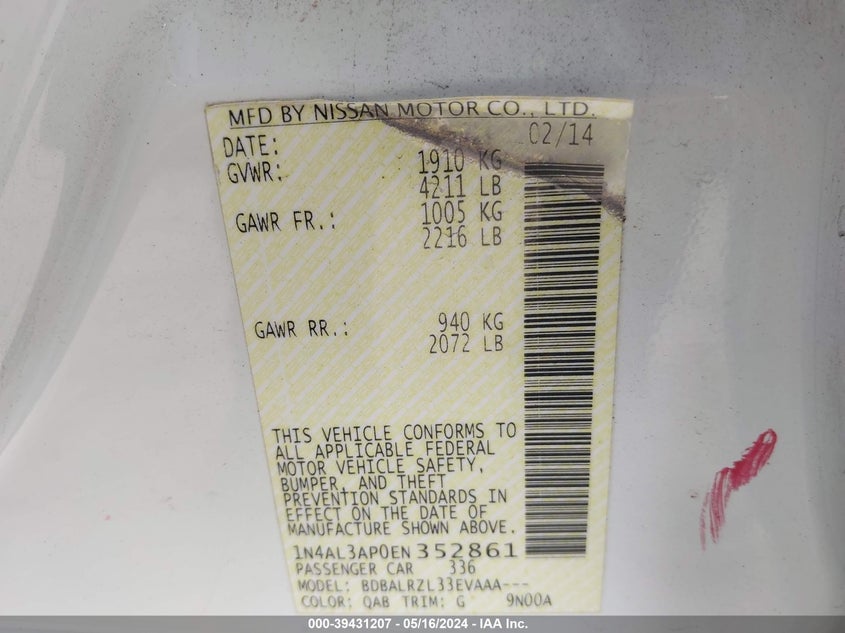 MFD BY NISSAN MOTOR CO., LTD.
DATE: 02/14
GVWR: 1910 KG
4211 LB
GAWR FR.: 1005 KG
2216 LB
GAWR RR.: 940 KG
2072 LB
THIS VEHICLE CONFORMS TO
ALL APPLICABLE FEDERAL
MOTOR VEHICLE SAFETY,
BUMPER, AND THEFT
PREVENTION STANDARDS IN
EFFECT ON THE DATE OF
MANUFACTURE SHOWN ABOVE.
1N4AL3AP0EN352861
PASSENGER CAR 336
MODEL: BDBALRZL33EVAAA---
COLOR: QAB TRIM: G 9N00A
000-39431207 - 05/16/2024 - IAA Inc.